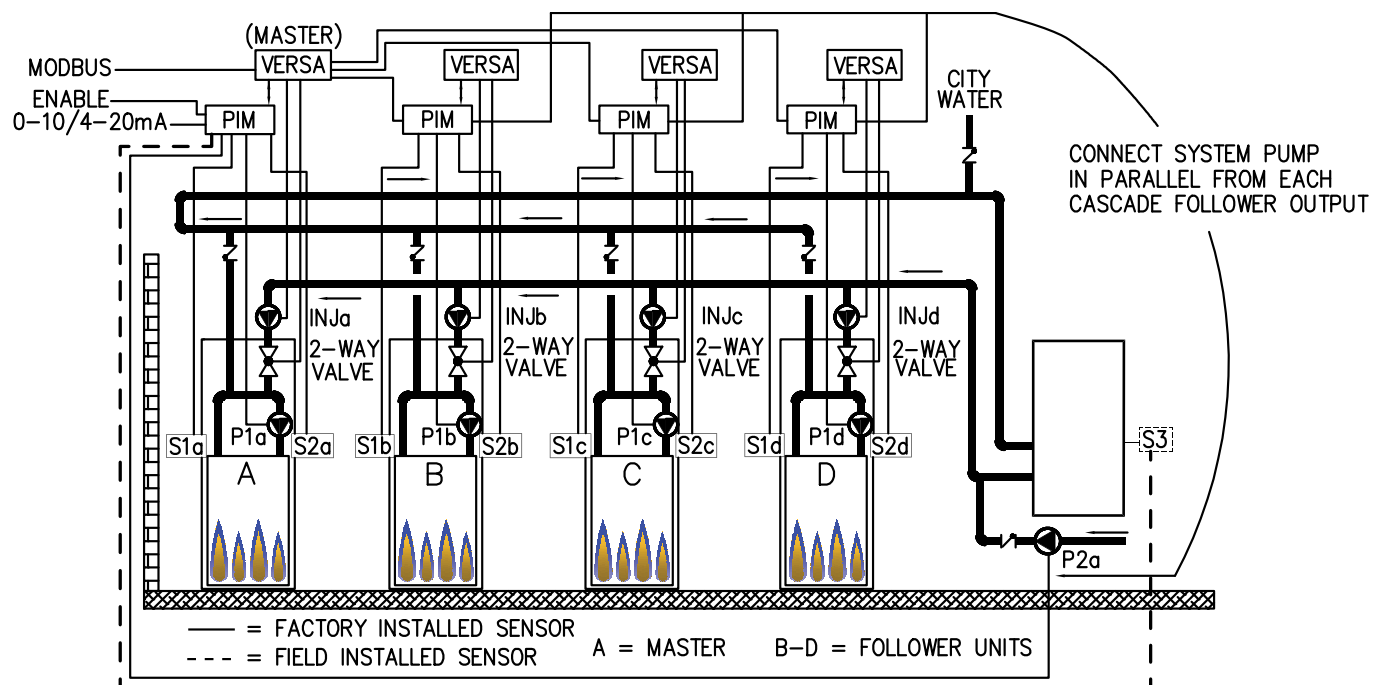 (MASTER)
MODBUS
VERSA
VERSA
VERSA
VERSA
ENABLE
0-10/4-20mA
PIM
PIM
PIM
PIM
CITY
WATER
CONNECT SYSTEM PUMP
IN PARALLEL FROM EACH
CASCADE FOLLOWER OUTPUT
INJa
2-WAY
VALVE
INJb
2-WAY
VALVE
INJc
2-WAY
VALVE
INJd
2-WAY
VALVE
S1a
P1a
S2a
S1b
P1b
S2b
S1c
P1c
S2c
S1d
P1d
S2d
S3
A
B
C
D
P2a
= FACTORY INSTALLED SENSOR
= FIELD INSTALLED SENSOR
A = MASTER
B-D = FOLLOWER UNITS